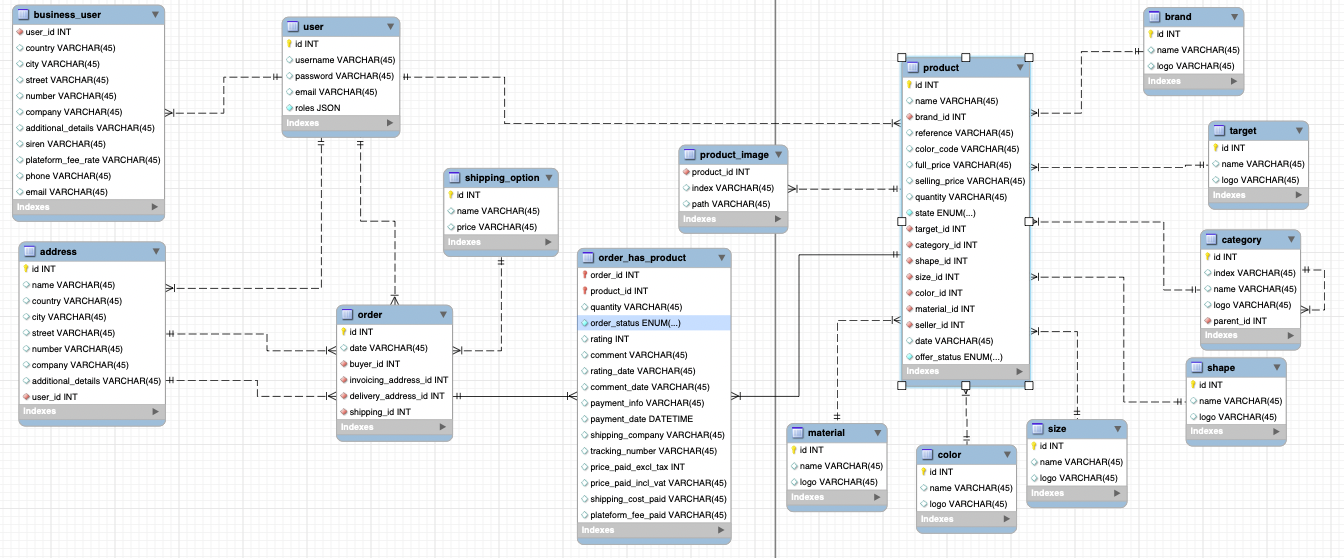 business_user
user_id INT
country VARCHAR(45)
city VARCHAR(45)
street VARCHAR(45)
number VARCHAR(45)
company VARCHAR(45)
additional_details VARCHAR(45)
siren VARCHAR(45)
plateform_fee_rate VARCHAR(45)
phone VARCHAR(45)
email VARCHAR(45)
Indexes
user
id INT
username VARCHAR(45)
password VARCHAR(45)
email VARCHAR(45)
roles JSON
Indexes
address
id INT
name VARCHAR(45)
country VARCHAR(45)
city VARCHAR(45)
street VARCHAR(45)
number VARCHAR(45)
company VARCHAR(45)
additional_details VARCHAR(45)
user_id INT
Indexes
shipping_option
id INT
name VARCHAR(45)
price VARCHAR(45)
Indexes
order
id INT
date VARCHAR(45)
buyer_id INT
invoicing_address_id INT
delivery_address_id INT
shipping_id INT
Indexes
order_has_product
order_id INT
product_id INT
quantity VARCHAR(45)
order_status ENUM(...)
rating INT
comment VARCHAR(45)
rating_date VARCHAR(45)
comment_date VARCHAR(45)
payment_info VARCHAR(45)
payment_date DATETIME
shipping_company VARCHAR(45)
tracking_number VARCHAR(45)
price_paid_excl_tax INT
price_paid_incl_vat VARCHAR(45)
shipping_cost_paid VARCHAR(45)
plateform_fee_paid VARCHAR(45)
Indexes
product_image
product_id INT
index VARCHAR(45)
path VARCHAR(45)
Indexes
product
id INT
name VARCHAR(45)
brand_id INT
reference VARCHAR(45)
color_code VARCHAR(45)
full_price VARCHAR(45)
selling_price VARCHAR(45)
quantity VARCHAR(45)
state ENUM(...)
target_id INT
category_id INT
shape_id INT
size_id INT
color_id INT
material_id INT
seller_id INT
date VARCHAR(45)
offer_status ENUM(...)
Indexes
brand
id INT
name VARCHAR(45)
logo VARCHAR(45)
Indexes
target
id INT
name VARCHAR(45)
logo VARCHAR(45)
Indexes
category
id INT
index VARCHAR(45)
name VARCHAR(45)
logo VARCHAR(45)
parent_id INT
Indexes
shape
id INT
name VARCHAR(45)
logo VARCHAR(45)
Indexes
material
id INT
name VARCHAR(45)
logo VARCHAR(45)
Indexes
color
id INT
name VARCHAR(45)
logo VARCHAR(45)
Indexes
size
id INT
name VARCHAR(45)
logo VARCHAR(45)
Indexes